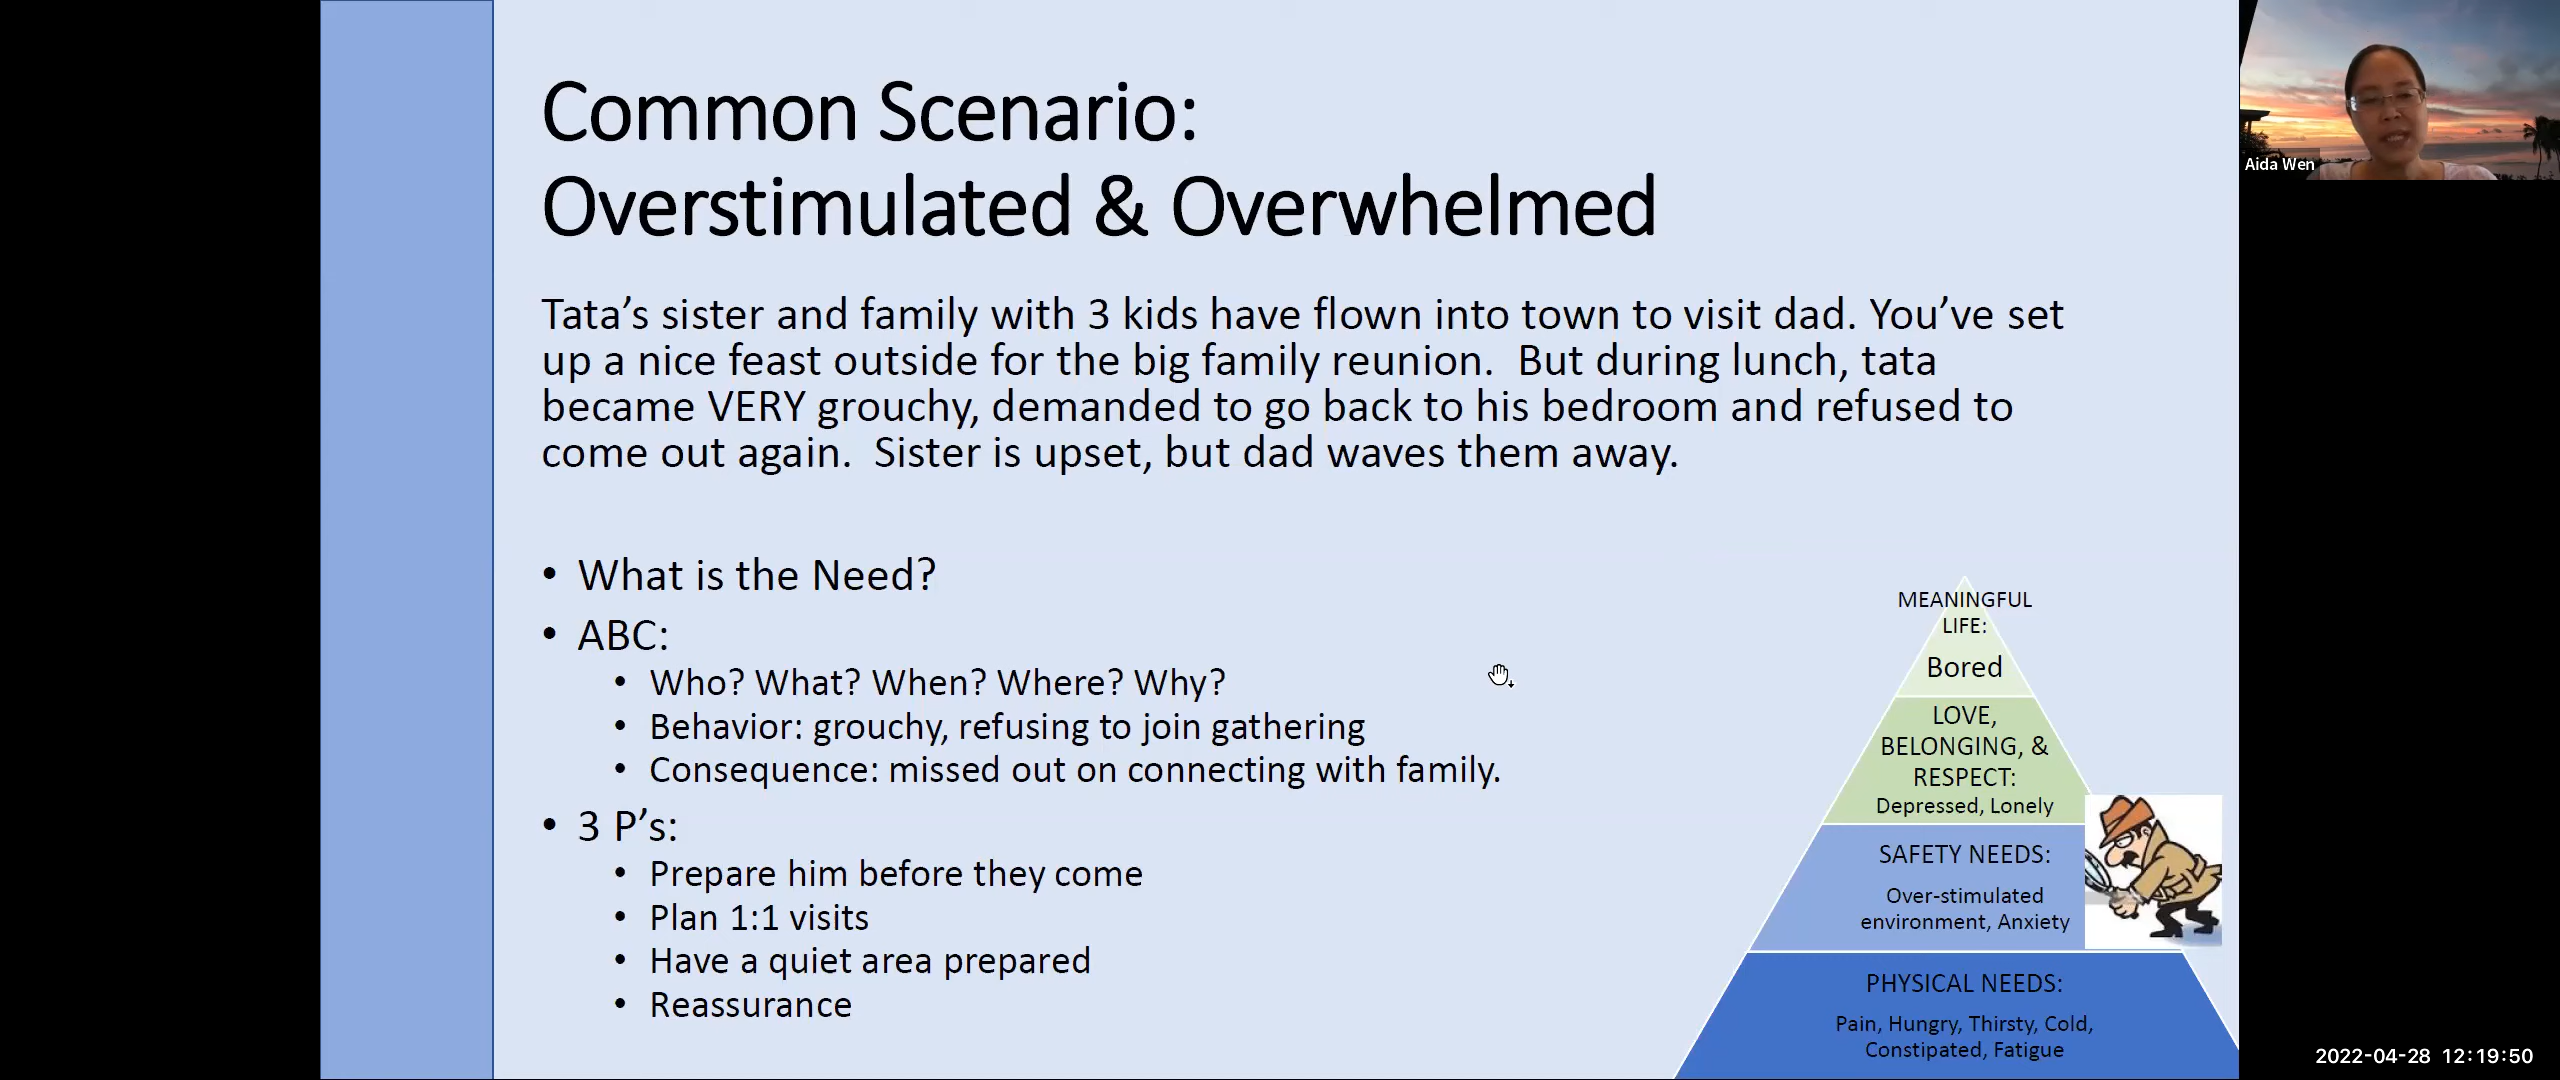 Common Scenario:
Overstimulated & Overwhelmed
Tata’s sister and family with 3 kids have flown into town to visit dad. You’ve set
up a nice feast outside for the big family reunion.  But during lunch, tata
became VERY grouchy, demanded to go back to his bedroom and refused to
come out again.  Sister is upset, but dad waves them away.
• What is the Need?
• ABC:
• Who? What? When? Where? Why?
• Behavior: grouchy, refusing to join gathering
• Consequence: missed out on connecting with family.
• 3 P’s:
• Prepare him before they come
• Plan 1:1 visits
• Have a quiet area prepared
• Reassurance
MEANINGFUL
LIFE:
Bored
LOVE,
BELONGING, &
RESPECT:
Depressed, Lonely
SAFETY NEEDS:
Over-stimulated
environment, Anxiety
PHYSICAL NEEDS:
Pain, Hungry, Thirsty, Cold,
Constipated, Fatigue
Aida Wen
2022-04-28 12:19:50